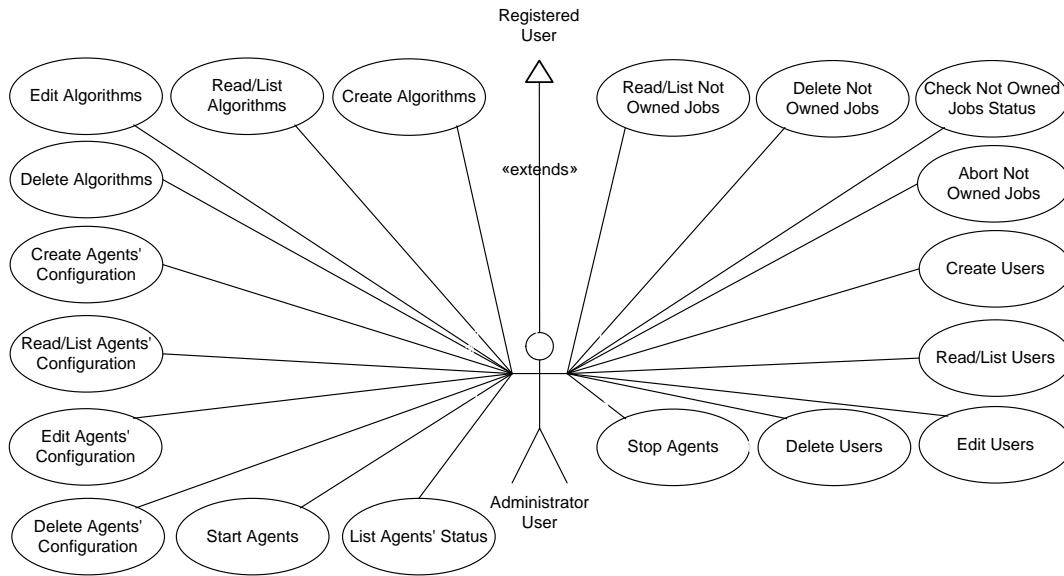 Registered
User
Edit Algorithms
Read/List
Algorithms
Create Algorithms
Read/List Not
Owned Jobs
Delete Not
Owned Jobs
Check Not Owned
Jobs Status
«extends»
Delete Algorithms
Abort Not
Owned Jobs
Create Agents'
Configuration
Create Users
Read/List Agents'
Configuration
Read/List Users
Edit Agents'
Configuration
Stop Agents
Delete Users
Edit Users
Administrator
User
Delete Agents'
Configuration
Start Agents
List Agents' Status